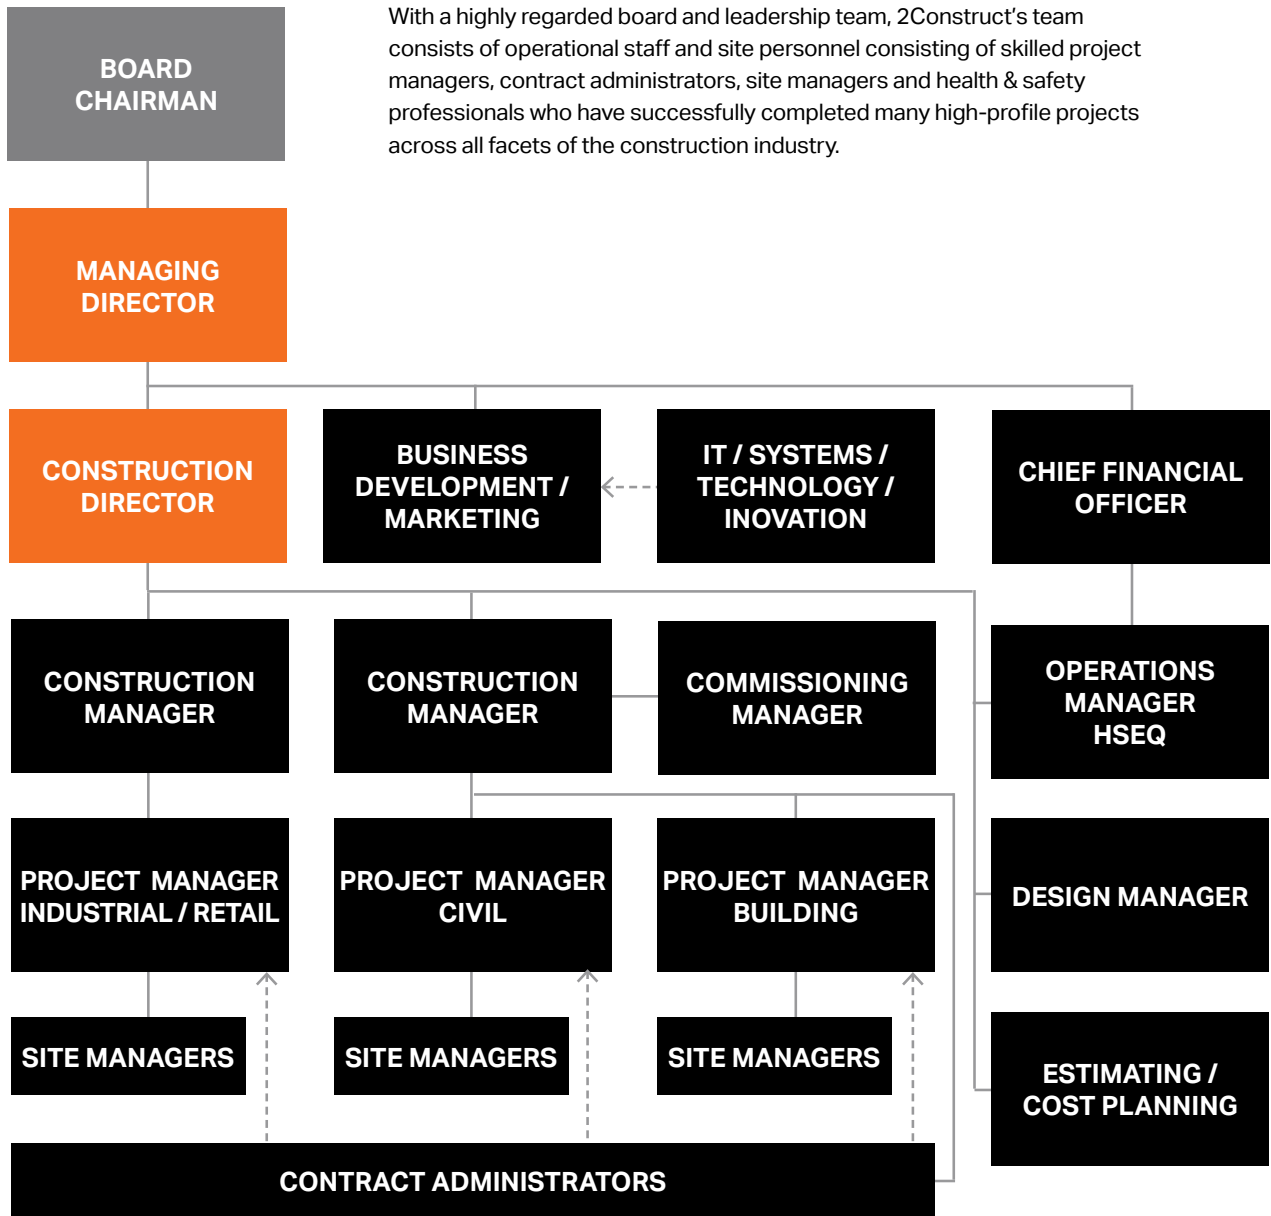 With a highly regarded board and leadership team, 2Construct's team
consists of operational staff and site personnel consisting of skilled project
managers, contract administrators, site managers and health & safety
professionals who have successfully completed many high-profile projects
across all facets of the construction industry.
BOARD
CHAIRMAN
MANAGING
DIRECTOR
CONSTRUCTION
DIRECTOR
BUSINESS
DEVELOPMENT /
MARKETING
IT / SYSTEMS /
TECHNOLOGY /
INOVATION
CHIEF FINANCIAL
OFFICER
CONSTRUCTION
MANAGER
CONSTRUCTION
MANAGER
COMMISSIONING
MANAGER
OPERATIONS
MANAGER
HSEQ
PROJECT MANAGER
INDUSTRIAL / RETAIL
PROJECT MANAGER
CIVIL
PROJECT MANAGER
BUILDING
DESIGN MANAGER
SITE MANAGERS
SITE MANAGERS
SITE MANAGERS
ESTIMATING /
COST PLANNING
CONTRACT ADMINISTRATORS